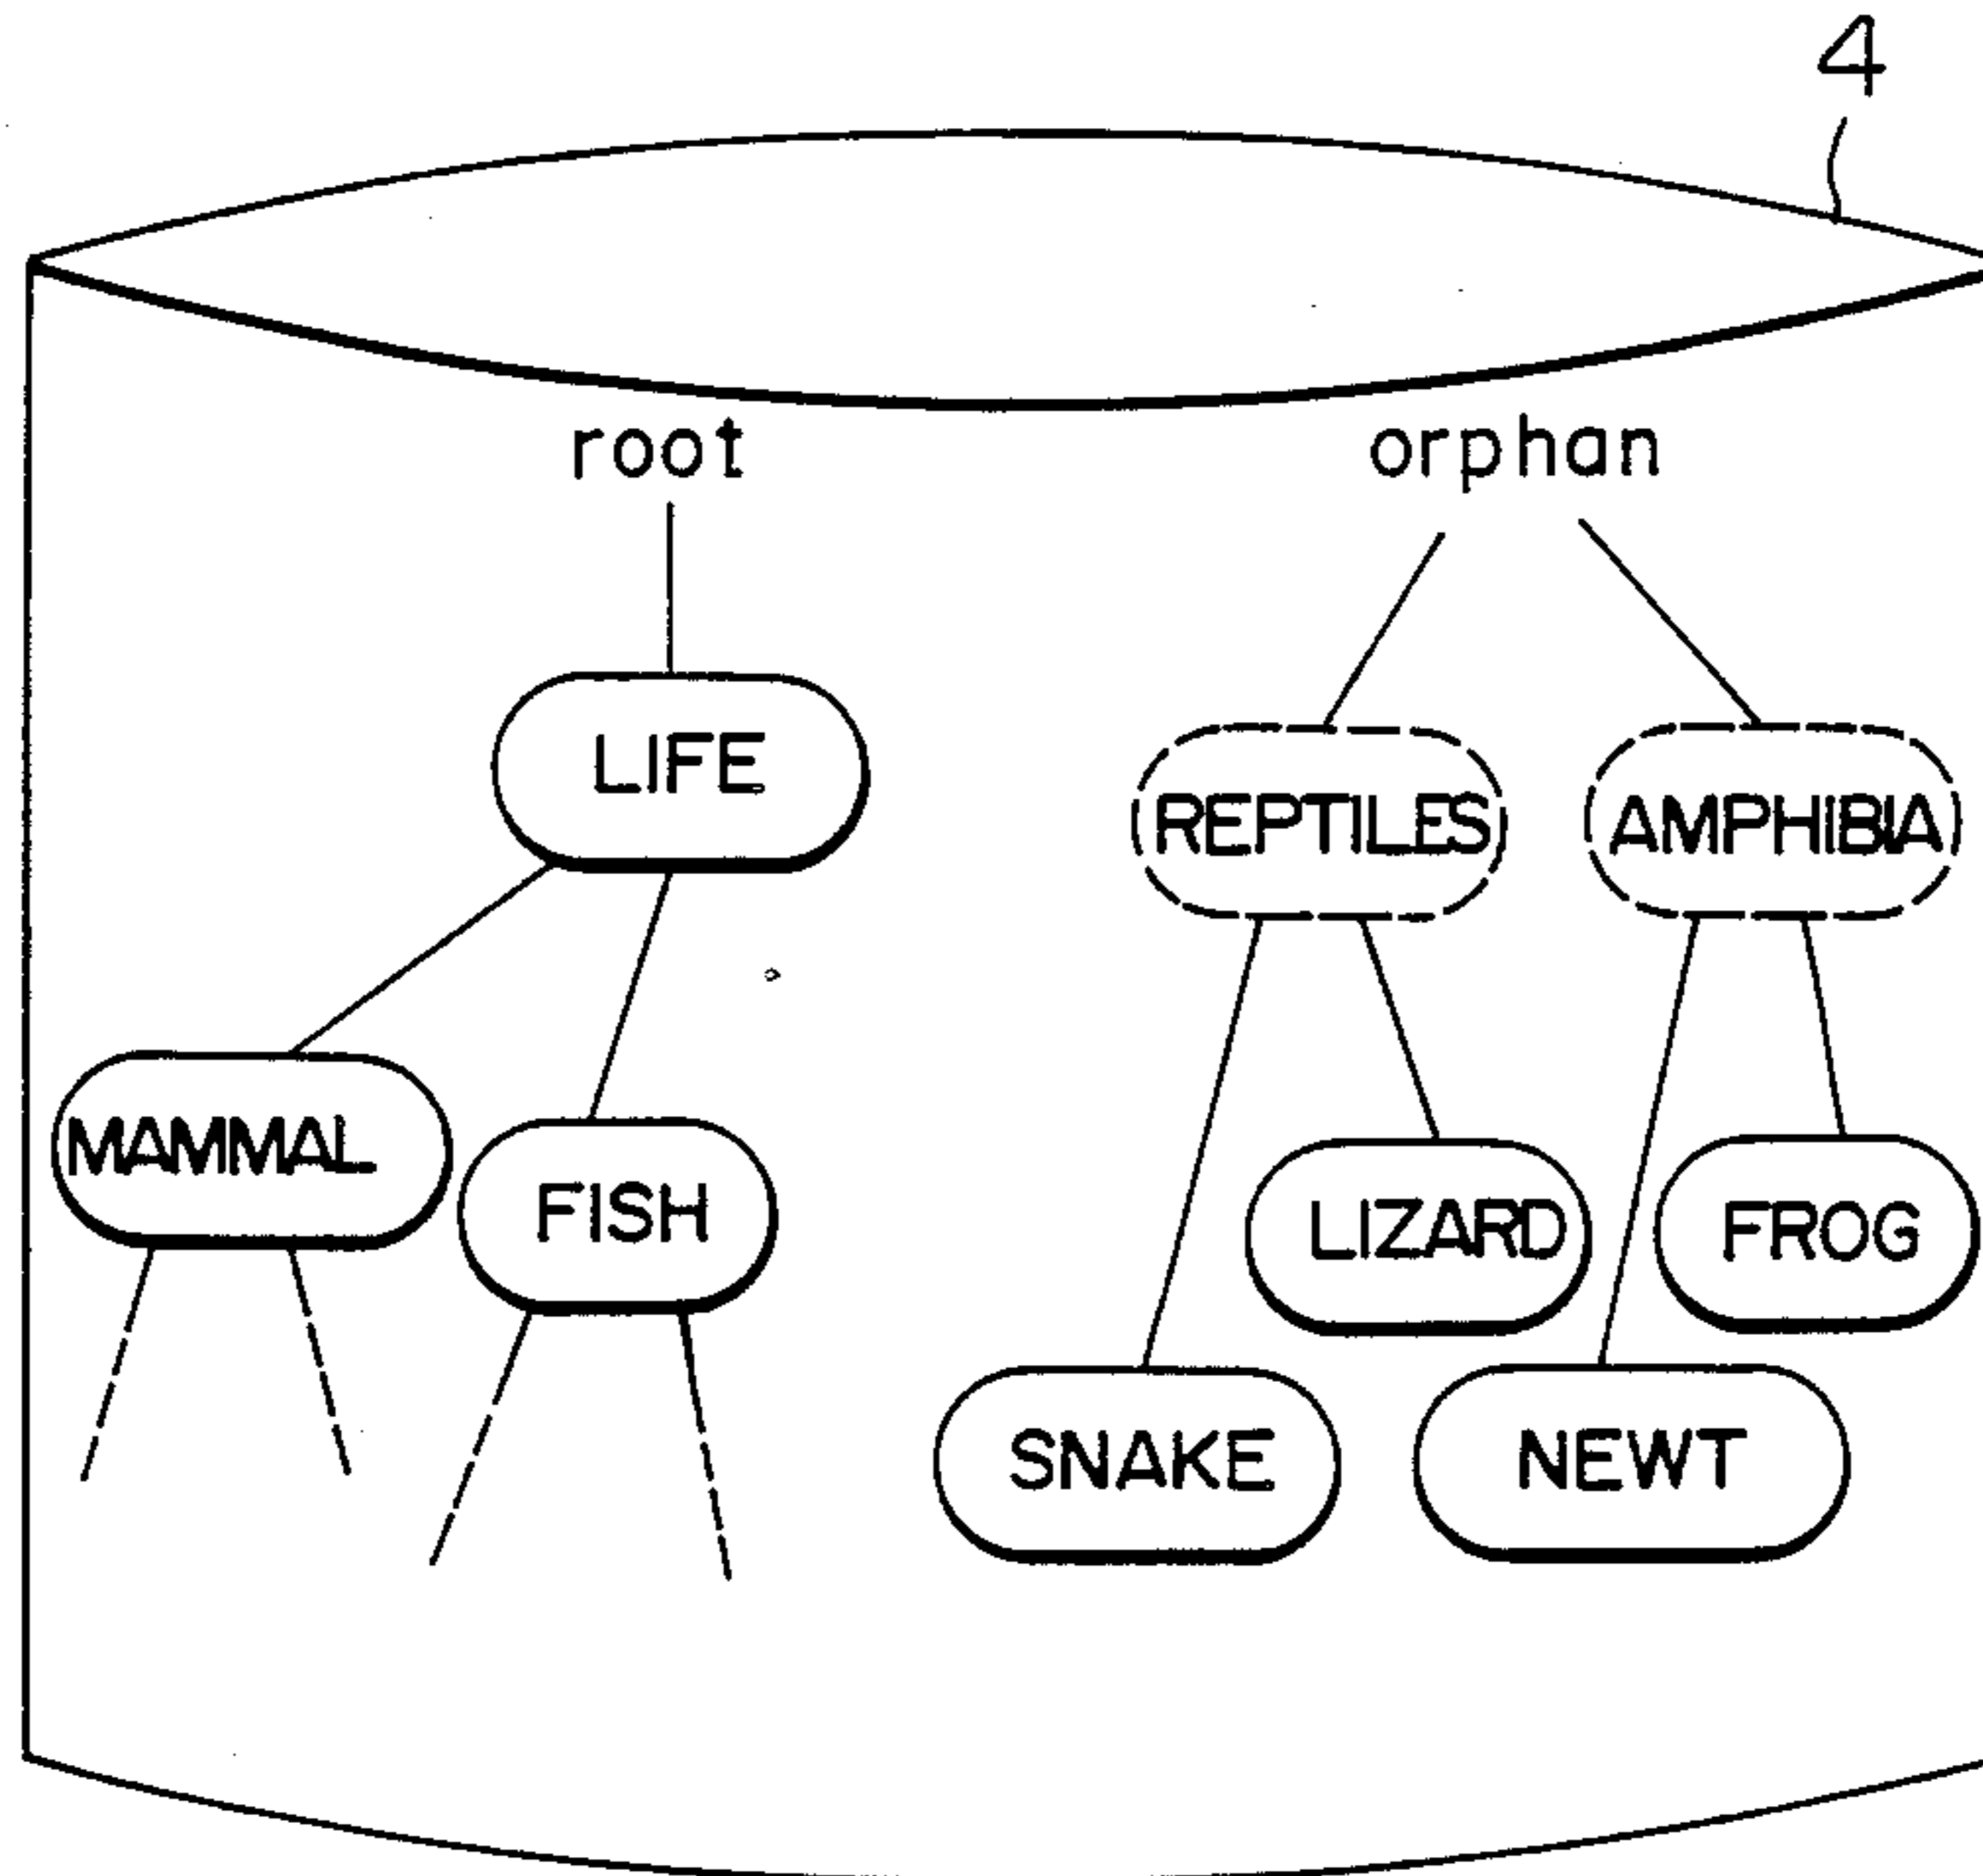 4
root
orphan
LIFE
REPTILES
AMPHIBIA
MAMMAL
FISH
LIZARD
FROG
SNAKE
NEWT